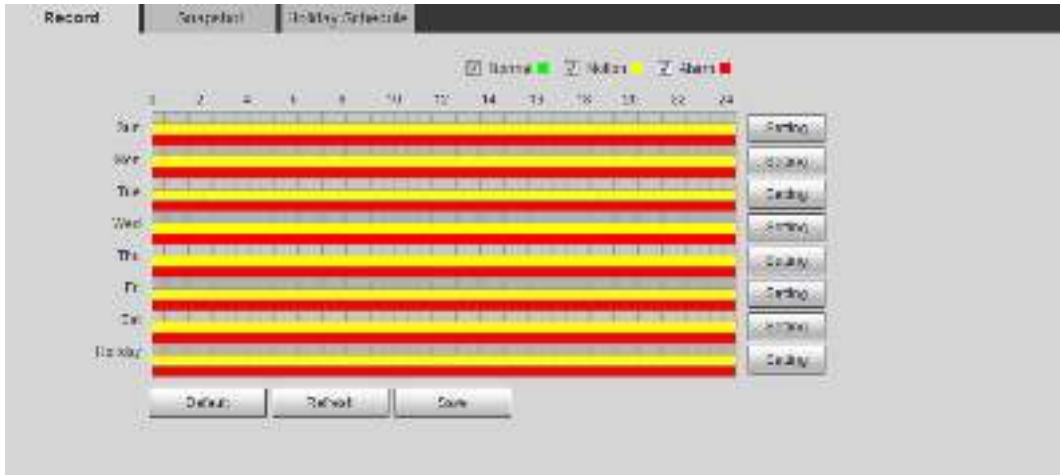 Record Snapshot Holiday Schedule
Normal Motion Alarm
0 2 4 6 8 10 12 14 16 18 20 22 24
Sun Setting
Mon Setting
Tue Setting
Wed Setting
Thu Setting
Fri Setting
Sat Setting
Holiday Setting
Default Refresh Save